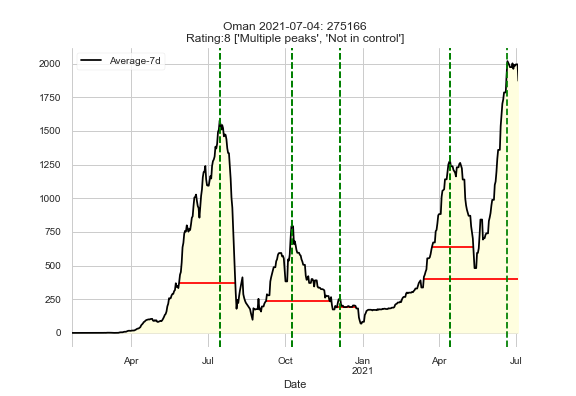 Oman 2021-07-04: 275166
Rating:8 ['Multiple peaks', 'Not in control']
Average-7d
2000
1750
1500
1250
1000
750
500
250
0
Apr Jul Oct Jan Apr Jul
2021
Date